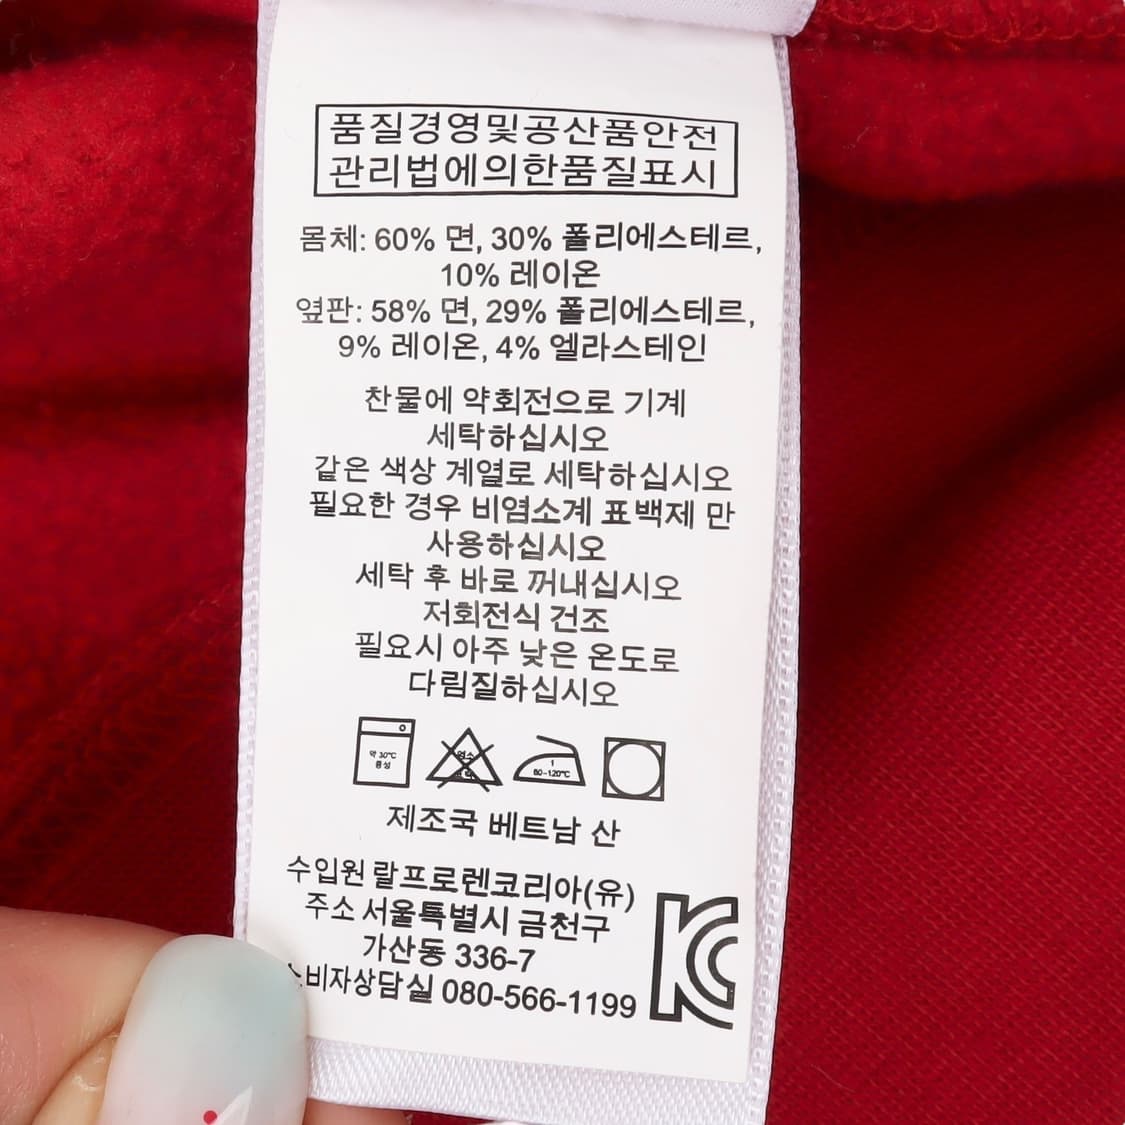 품질경영및공산품안전
관리법에의한품질표시
몸체: 60% 면, 30% 폴리에스테르,
10% 레이온
옆판: 58% 면, 29% 폴리에스테르,
9% 레이온, 4% 엘라스테인
찬물에 약회전으로 기계
세탁하십시오
같은 색상 계열로 세탁하십시오
필요한 경우 비염소계 표백제 만
사용하십시오
세탁 후 바로 꺼내십시오
저회전식 건조
필요시 아주 낮은 온도로
다림질하십시오
약 30℃
중성
염소
1
80-120℃
제조국 베트남 산
수입원 랄프로렌코리아(유)
주소 서울특별시 금천구
가산동 336-7
소비자상담실 080-566-1199